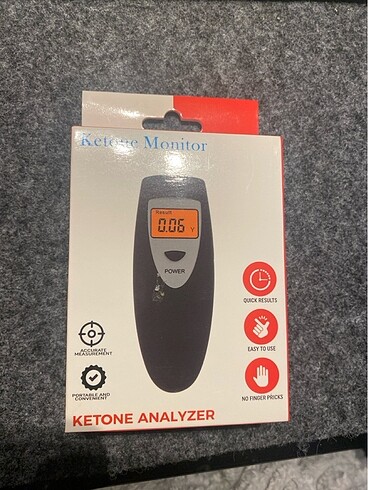 Ketone Monitor
Result
0.06 Y
POWER
QUICK RESULTS
ACCURATE
MEASUREMENT
EASY TO USE
PORTABLE AND
CONVENIENT
NO FINGER PRICKS
KETONE ANALYZER